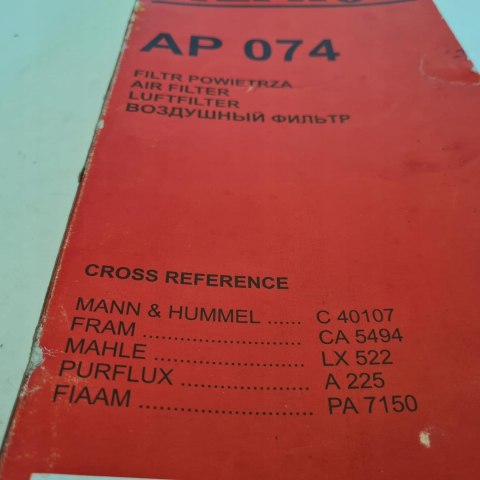 AP 074
FILTR POWIETRZA
AIR FILTER
LUFTFILTER
ВОЗДУШНЫЙ ФИЛЬТР
CROSS REFERENCE
MANN & HUMMEL ...... C 40107
FRAM ............................ CA 5494
MAHLE .......................... LX 522
PURFLUX ...................... A 225
FIAAM ............................. PA 7150